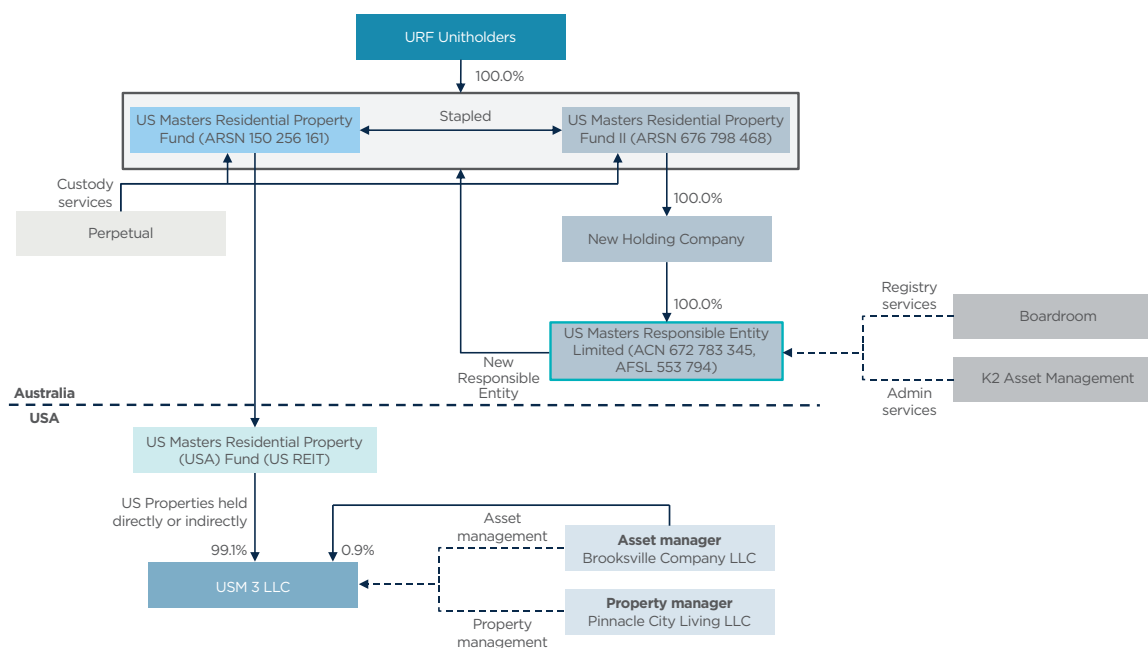 URF Unitholders
100.0%
US Masters Residential Property
Fund (ARSN 150 256 161)
Stapled
US Masters Residential Property
Fund II (ARSN 676 798 468)
Custody
services
Perpetual
100.0%
New Holding Company
100.0%
Registry
services
Boardroom
US Masters Responsible Entity
Limited (ACN 672 783 345,
AFSL 553 794)
New
Responsible
Entity
K2 Asset Management
Admin
services
Australia
USA
US Masters Residential Property
(USA) Fund (US REIT)
US Properties held
directly or indirectly
99.1%
0.9%
Asset
management
Asset manager
Brooksville Company LLC
USM 3 LLC
Property manager
Pinnacle City Living LLC
Property
management